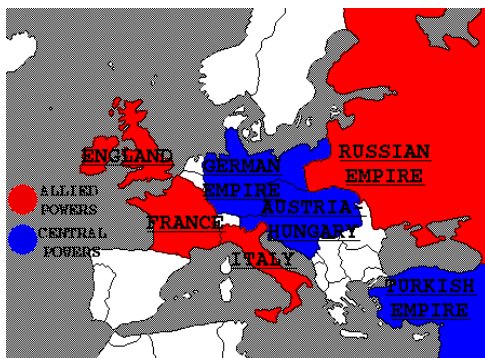 ENGLAND
GERMAN
EMPIRE
RUSSIAN
EMPIRE
ALLIED
POWERS
FRANCE
AUSTRIA
HUNGARY
CENTRAL
POWERS
ITALY
TURKISH
EMPIRE